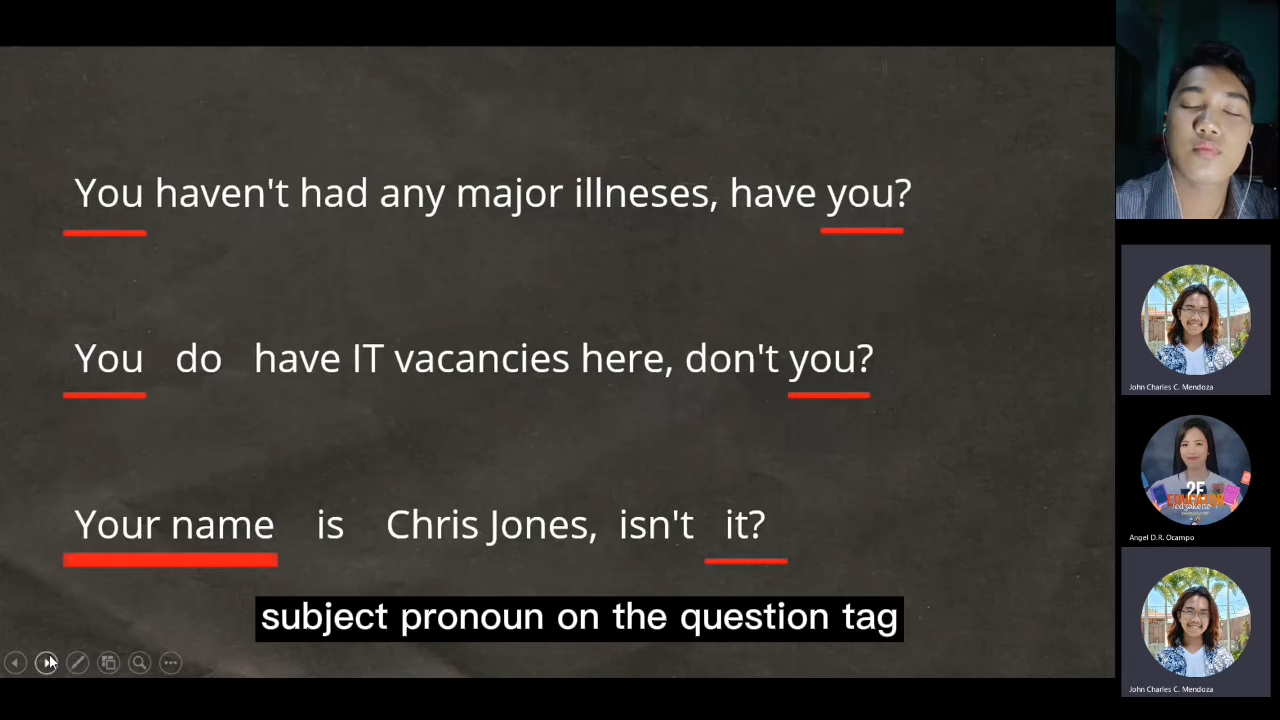 You haven't had any major illneses, have you?
You do have IT vacancies here, don't you?
Your name is Chris Jones, isn't it?
subject pronoun on the question tag
John Charles C. Mendoza
Angel D.R. Ocampo
John Charles C. Mendoza